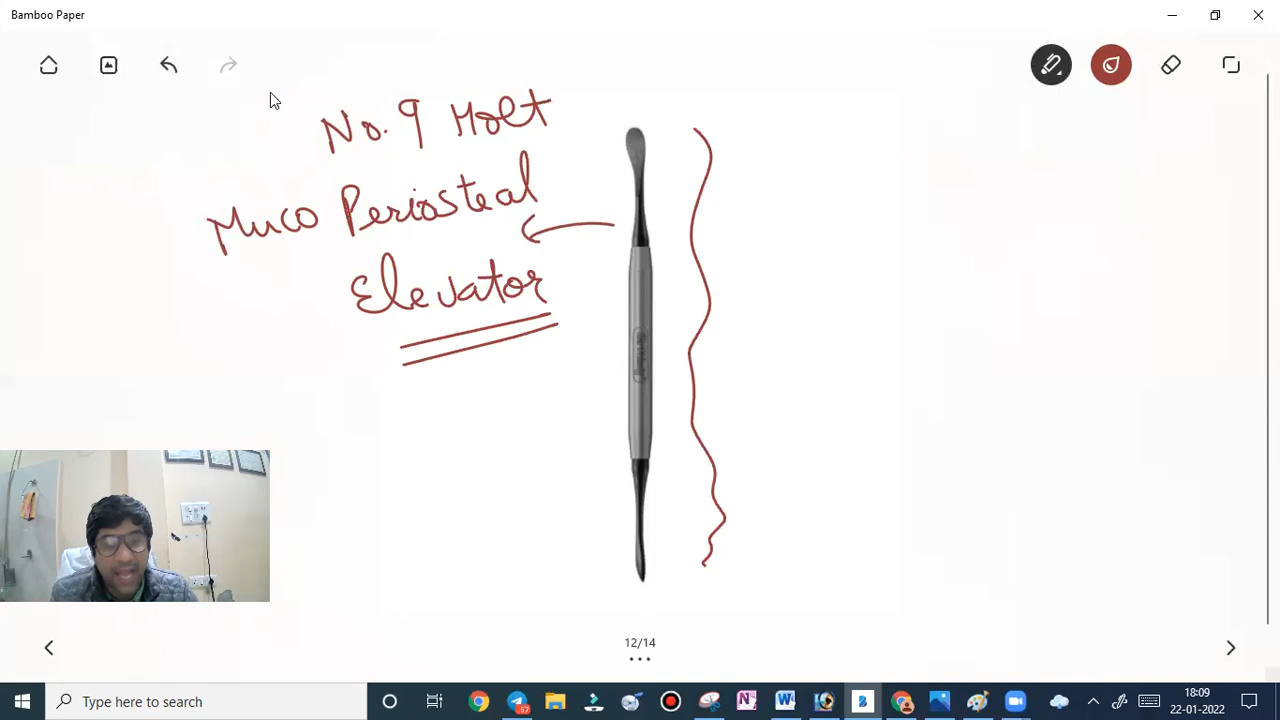 Bamboo Paper
No. 9 Molt
Muco Periosteal
Elevator
12/14
Type here to search
57
18:09
22-01-2022